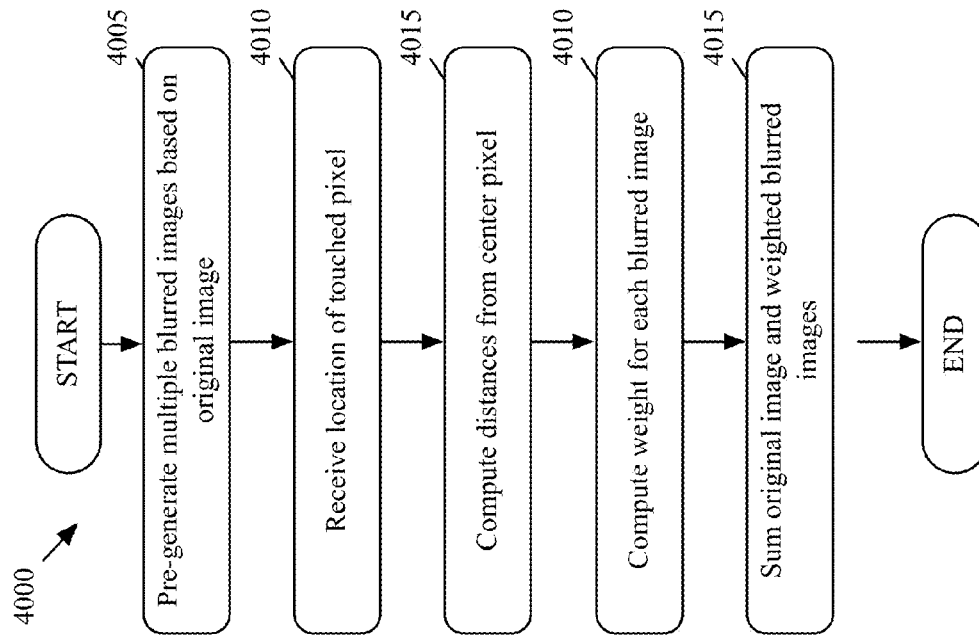 4000
START
4005
Pre-generate multiple blurred images based on
original image
4010
Receive location of touched pixel
4015
Compute distances from center pixel
4010
Compute weight for each blurred image
4015
Sum original image and weighted blurred
images
END